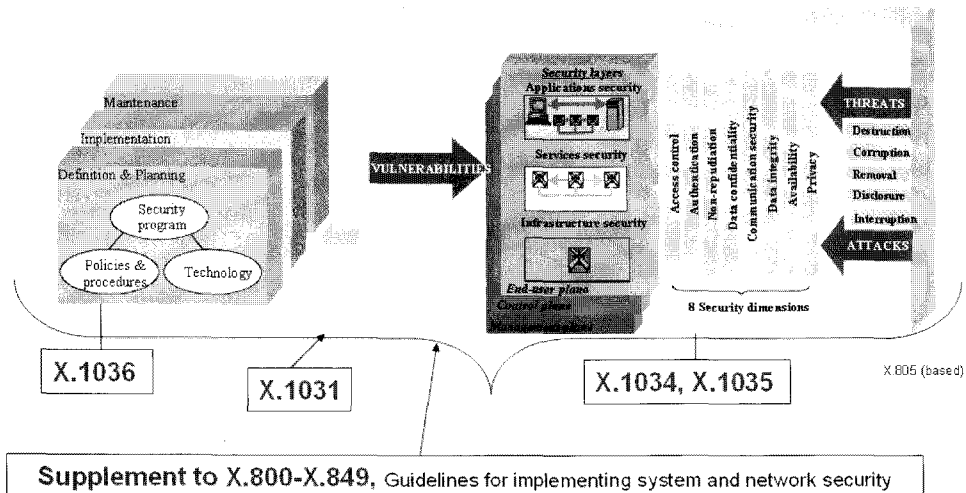 Maintenance
Implementation
Definition & Planning
Security
program
Policies &
procedures
Technology
VULNERABILITIES
Security layers
Applications security
Services security
Infrastructure security
End-user plane
Control plane
Management plane
Access control
Authentication
Non-repudiation
Data confidentiality
Communication security
Data integrity
Availability
Privacy
8 Security dimensions
THREATS
Destruction
Corruption
Removal
Disclosure
Interruption
ATTACKS
X.1036
X.1031
X.1034, X.1035
X.805 (based)
Supplement to X.800-X.849, Guidelines for implementing system and network security